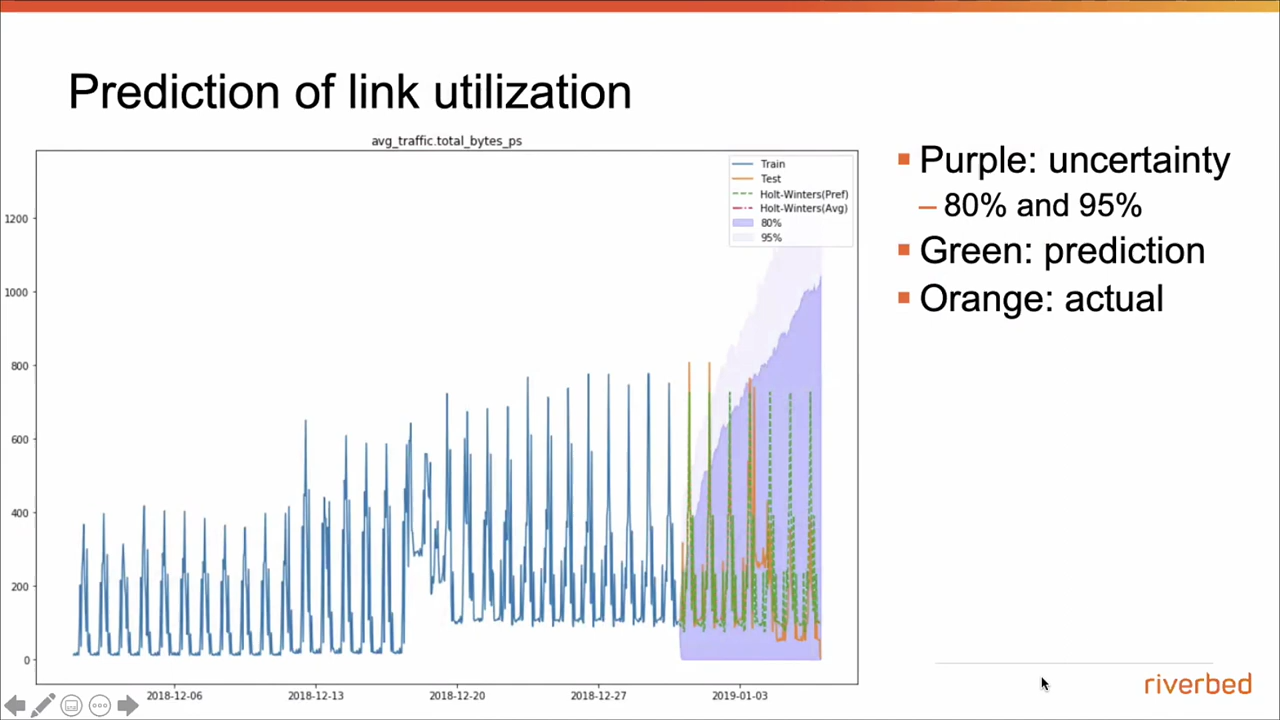 Prediction of link utilization
avg_traffic.total_bytes_ps
Train
Test
Holt-Winters(Pref)
Holt-Winters(Avg)
80%
95%
1200
1000
800
600
400
200
0
2018-12-06
2018-12-13
2018-12-20
2018-12-27
2019-01-03
Purple: uncertainty
– 80% and 95%
Green: prediction
Orange: actual
riverbed